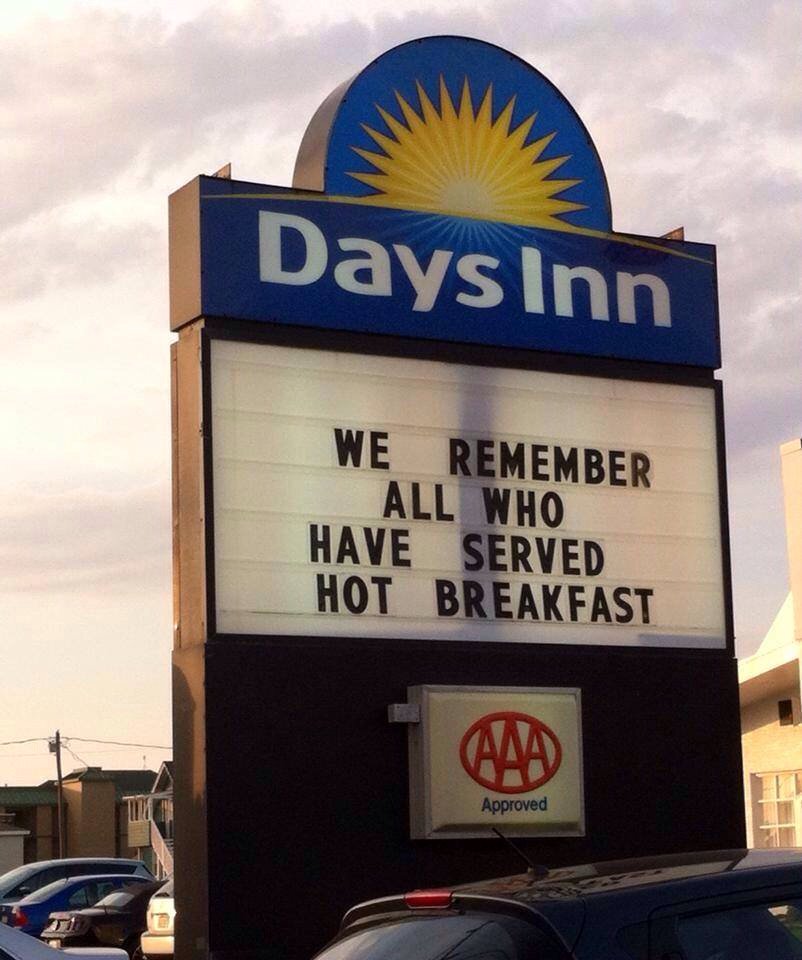 Days Inn
WE REMEMBER
ALL WHO
HAVE SERVED
HOT BREAKFAST
AAA
Approved